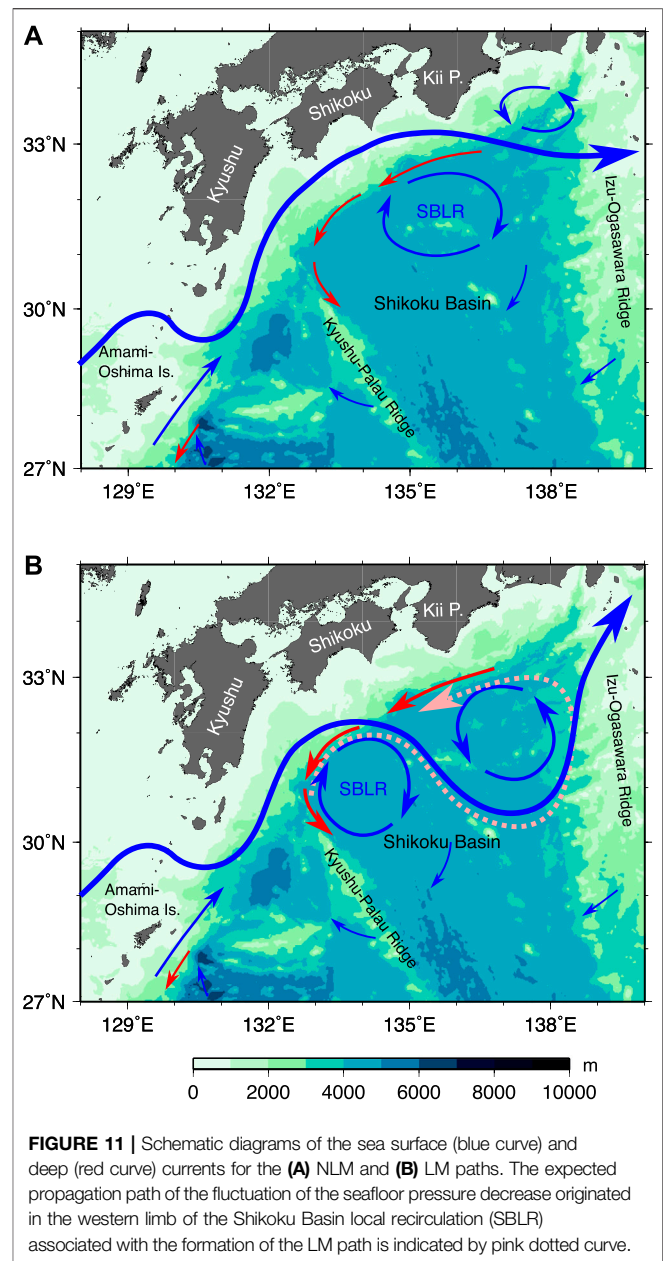 A
Kii P.
Shikoku
Kyushu
33˚N
SBLR
Izu-Ogasawara Ridge
30˚N
Shikoku Basin
Kyushu-Palau Ridge
Amami-
Oshima Is.
27˚N
129˚E
132˚E
135˚E
138˚E
B
Kii P.
Shikoku
Kyushu
33˚N
SBLR
Izu-Ogasawara Ridge
30˚N
Shikoku Basin
Kyushu-Palau Ridge
Amami-
Oshima Is.
27˚N
129˚E
132˚E
135˚E
138˚E
m
0
2000
4000
6000
8000
10000
FIGURE 11 | Schematic diagrams of the sea surface (blue curve) and
deep (red curve) currents for the (A) NLM and (B) LM paths. The expected
propagation path of the fluctuation of the seafloor pressure decrease originated
in the western limb of the Shikoku Basin local recirculation (SBLR)
associated with the formation of the LM path is indicated by pink dotted curve.